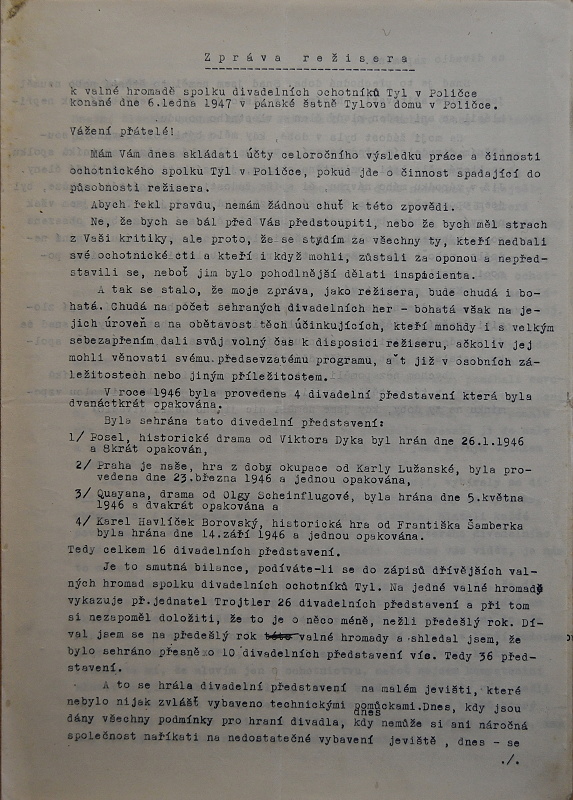 Zpráva režisera
k valné hromadě spolku divadelních ochotníků Tyl v Poličce
konané dne 6.ledna 1947 v pánské šatně Tylova domu v Poličce.
Vážení přátelé!
Mám Vám dnes skládati účty celoročního výsledku práce a činnosti
ochotnického spolku Tyl v Poličce, pokud jde o činnost spadající do
působnosti režisera.
Abych řekl pravdu, nemám žádnou chuť k této zpovědi.
Ne, že bych se bál před Vás předstoupiti, nebo že bych měl strach
z Vaši kritiky, ale proto, že se stydím za všechny ty, kteří nedbali
své ochotnické cti a kteří i když mohli, zůstali za oponou a nepřed-
stavili se, neboť jim bylo pohodlnější dělati inspicienta.
A tak se stalo, že moje zpráva, jako režisera, bude chudá i bo-
hatá. Chudá na počet sehraných divadelních her - bohatá však na je-
jich úroveň a na obětavost těch účinkujících, kteří mnohdy i s velkým
sebezapřením dali svůj volný čas k disposici režiseru, ačkoliv jej
mohli věnovati svému předsevzatému programu, ať již v osobních zá-
ležitostech nebo jiným příležitostem.
V roce 1946 byla provedena 4 divadelní představení která byla
dvanáctkrát opakována.
Byla sehrána tato divedelní představení:
1/ Posel, historické drama od Viktora Dyka byl hrán dne 26.1.1946
a 8krát opakován,
2/ Praha je naše, hra z doby okupace od Karly Lužanské, byla pro-
vedena dne 23.března 1946 a jednou opakována,
3/ Quayana, drama od Olgy Scheinflugové, byla hrána dne 5.května
1946 a dvakrát opakována a
4/ Karel Havlíček Borovský, historická hra od Františka Šamberka
byla hrána dne 14.září 1946 a jednou opakována.
Tedy celkem 16 divadelních představení.
Je to smutná bilance, podíváte-li se do zápisů dřívějších val-
ných hromad spolku divadelních ochotníků Tyl. Na jedné valné hromadě
vykazuje př.jednatel Trojtler 26 divadelních představení a při tom
si nezapoměl doložiti, že to je o něco méně, nežli předešlý rok. Dí-
val jsem se na předešlý rok valné hromady a shledal jsem, že
bylo sehráno přesně o 10 divadelních představení víc. Tedy 36 před-
stavení.
A to se hrála divadelní představení na malém jevišti, které
nebylo nijak zvlášť vybaveno technickými pomůckami.Dnes, kdy jsou
dnes
dány všechny podmínky pro hraní divadla, kdy nemůže si ani náročná
společnost naříkati na nedostatečné vybavení jeviště , dnes - se
./.